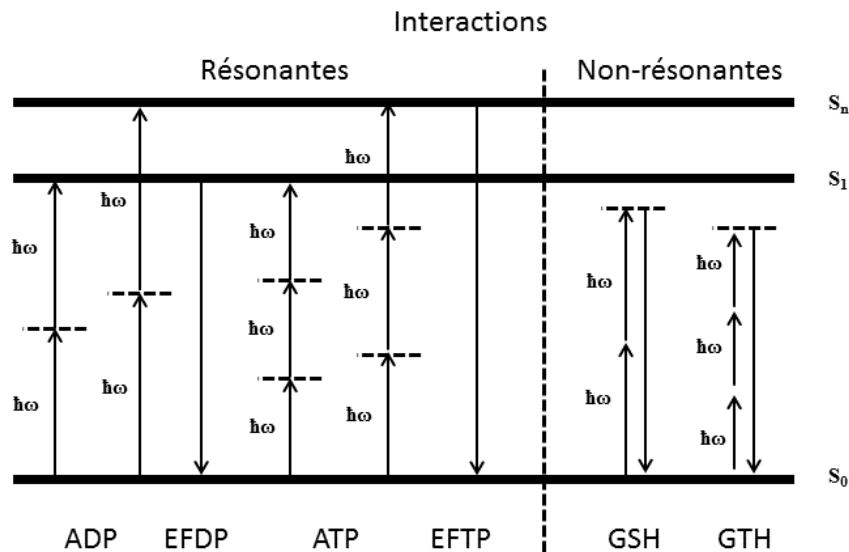 Interactions
Résonantes Non-résonantes
Sn
ħω
S1
ħω
ħω ħω
ħω
ħω ħω
ħω
ħω
ħω
ħω ħω
ħω
ħω
ħω
S0
ADP EFDP ATP EFTP GSH GTH